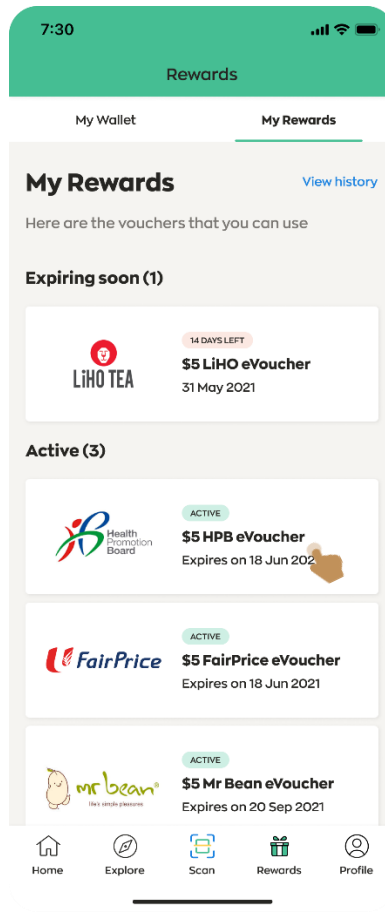 7:30
Rewards
My Wallet
My Rewards
My Rewards
View history
Here are the vouchers that you can use
Expiring soon (1)
LiHO TEA
14 DAYS LEFT
$5 LiHO eVoucher
31 May 2021
Active (3)
Health
Promotion
Board
ACTIVE
$5 HPB eVoucher
Expires on 18 Jun 202
FairPrice
ACTIVE
$5 FairPrice eVoucher
Expires on 18 Jun 2021
mr bean®
life's simple pleasures
ACTIVE
$5 Mr Bean eVoucher
Expires on 20 Sep 2021
Home
Explore
Scan
Rewards
Profile